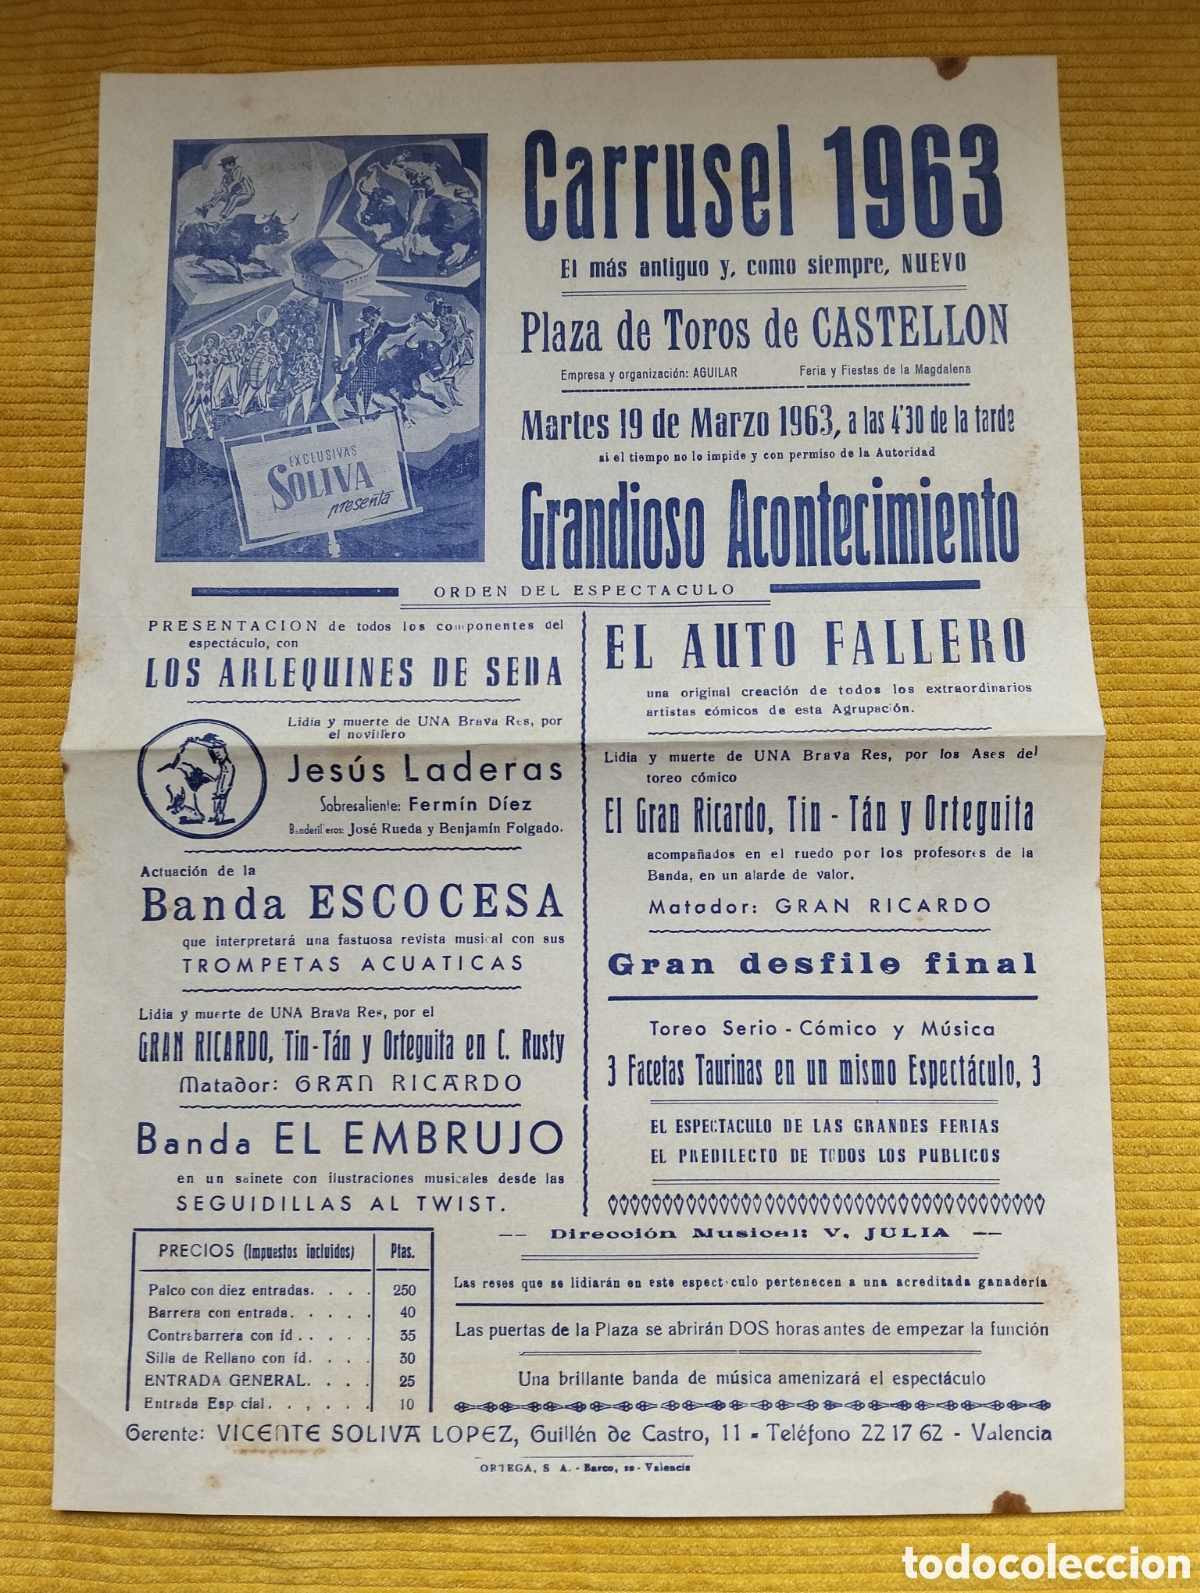 EXCLUSIVAS
SOLIVA
presenta
Carrusel 1963
El más antiguo y, como siempre, NUEVO
Plaza de Toros de CASTELLON
Empresa y organización: AGUILAR Feria y Fiestas de la Magdalena
Martes 19 de Marzo 1963, a las 4'30 de la tarde
si el tiempo no lo impide y con permiso de la Autoridad
Grandioso Acontecimiento
ORDEN DEL ESPECTACULO
PRESENTACION de todos los componentes del
espectáculo, con
LOS ARLEQUINES DE SEDA
Lidia y muerte de UNA Brava Res, por
el novillero
Jesús Laderas
Sobresaliente: Fermín Díez
Banderilleros: José Rueda y Benjamín Folgado.
Actuación de la
Banda ESCOCESA
que interpretará una fastuosa revista musical con sus
TROMPETAS ACUATICAS
Lidia y muerte de UNA Brava Res, por el
GRAN RICARDO, Tin-Tán y Orteguita en C. Rusty
Matador: GRAN RICARDO
Banda EL EMBRUJO
en un sainete con ilustraciones musicales desde las
SEGUIDILLAS AL TWIST.
EL AUTO FALLERO
una original creación de todos los extraordinarios
artistas cómicos de esta Agrupación.
Lidia y muerte de UNA Brava Res, por los Ases del
toreo cómico
El Gran Ricardo, Tin - Tán y Orteguita
acompañados en el ruedo por los profesores de la
Banda, en un alarde de valor.
Matador: GRAN RICARDO
Gran desfile final
Toreo Serio - Cómico y Música
3 Facetas Taurinas en un mismo Espectáculo, 3
EL ESPECTACULO DE LAS GRANDES FERIAS
EL PREDILECTO DE TODOS LOS PUBLICOS
PRECIOS (Impuestos incluidos) Ptas.
Palco con diez entradas. . . . 250
Barrera con entrada. . . . . 40
Contrabarrera con id . . . . . 35
Silla de Rellano con íd. . . . 30
ENTRADA GENERAL. . . . 25
Entrada Especial. . , . . . 10
— Dirección Musical: V. JULIA —
Las reses que se lidiarán en este espectáculo pertenecen a una acreditada ganadería
Las puertas de la Plaza se abrirán DOS horas antes de empezar la función
Una brillante banda de música amenizará el espectáculo
Gerente: VICENTE SOLIVA LOPEZ, Guillén de Castro, 11 - Teléfono 22 17 62 - Valencia
ORTEGA, S A. - Barco, - Valencia
todocoleccion